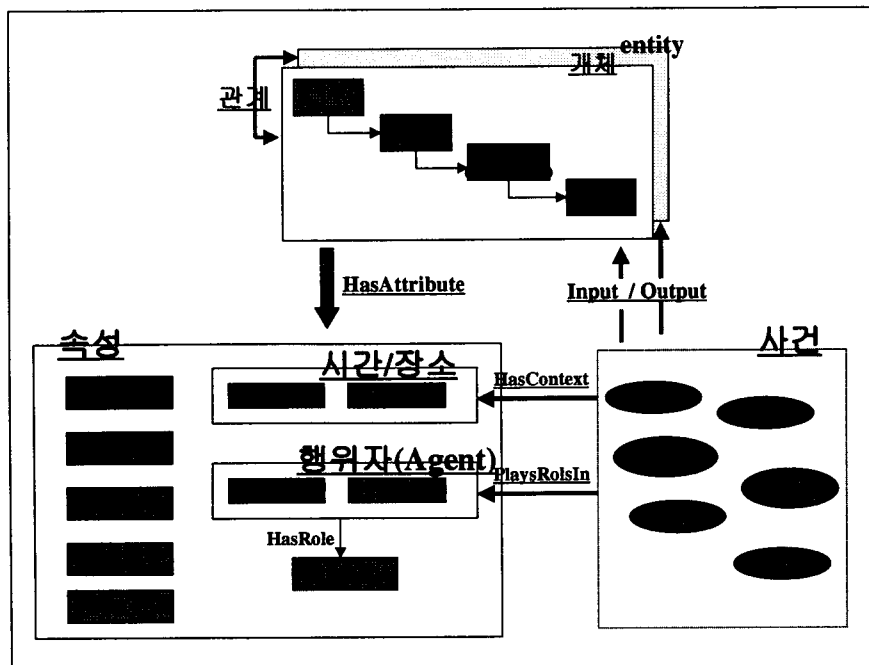 entity
개체
관계
HasAttribute
Input / Output
속성
사건
시간/장소
HasContext
행위자(Agent)
PlaysRolsIn
HasRole